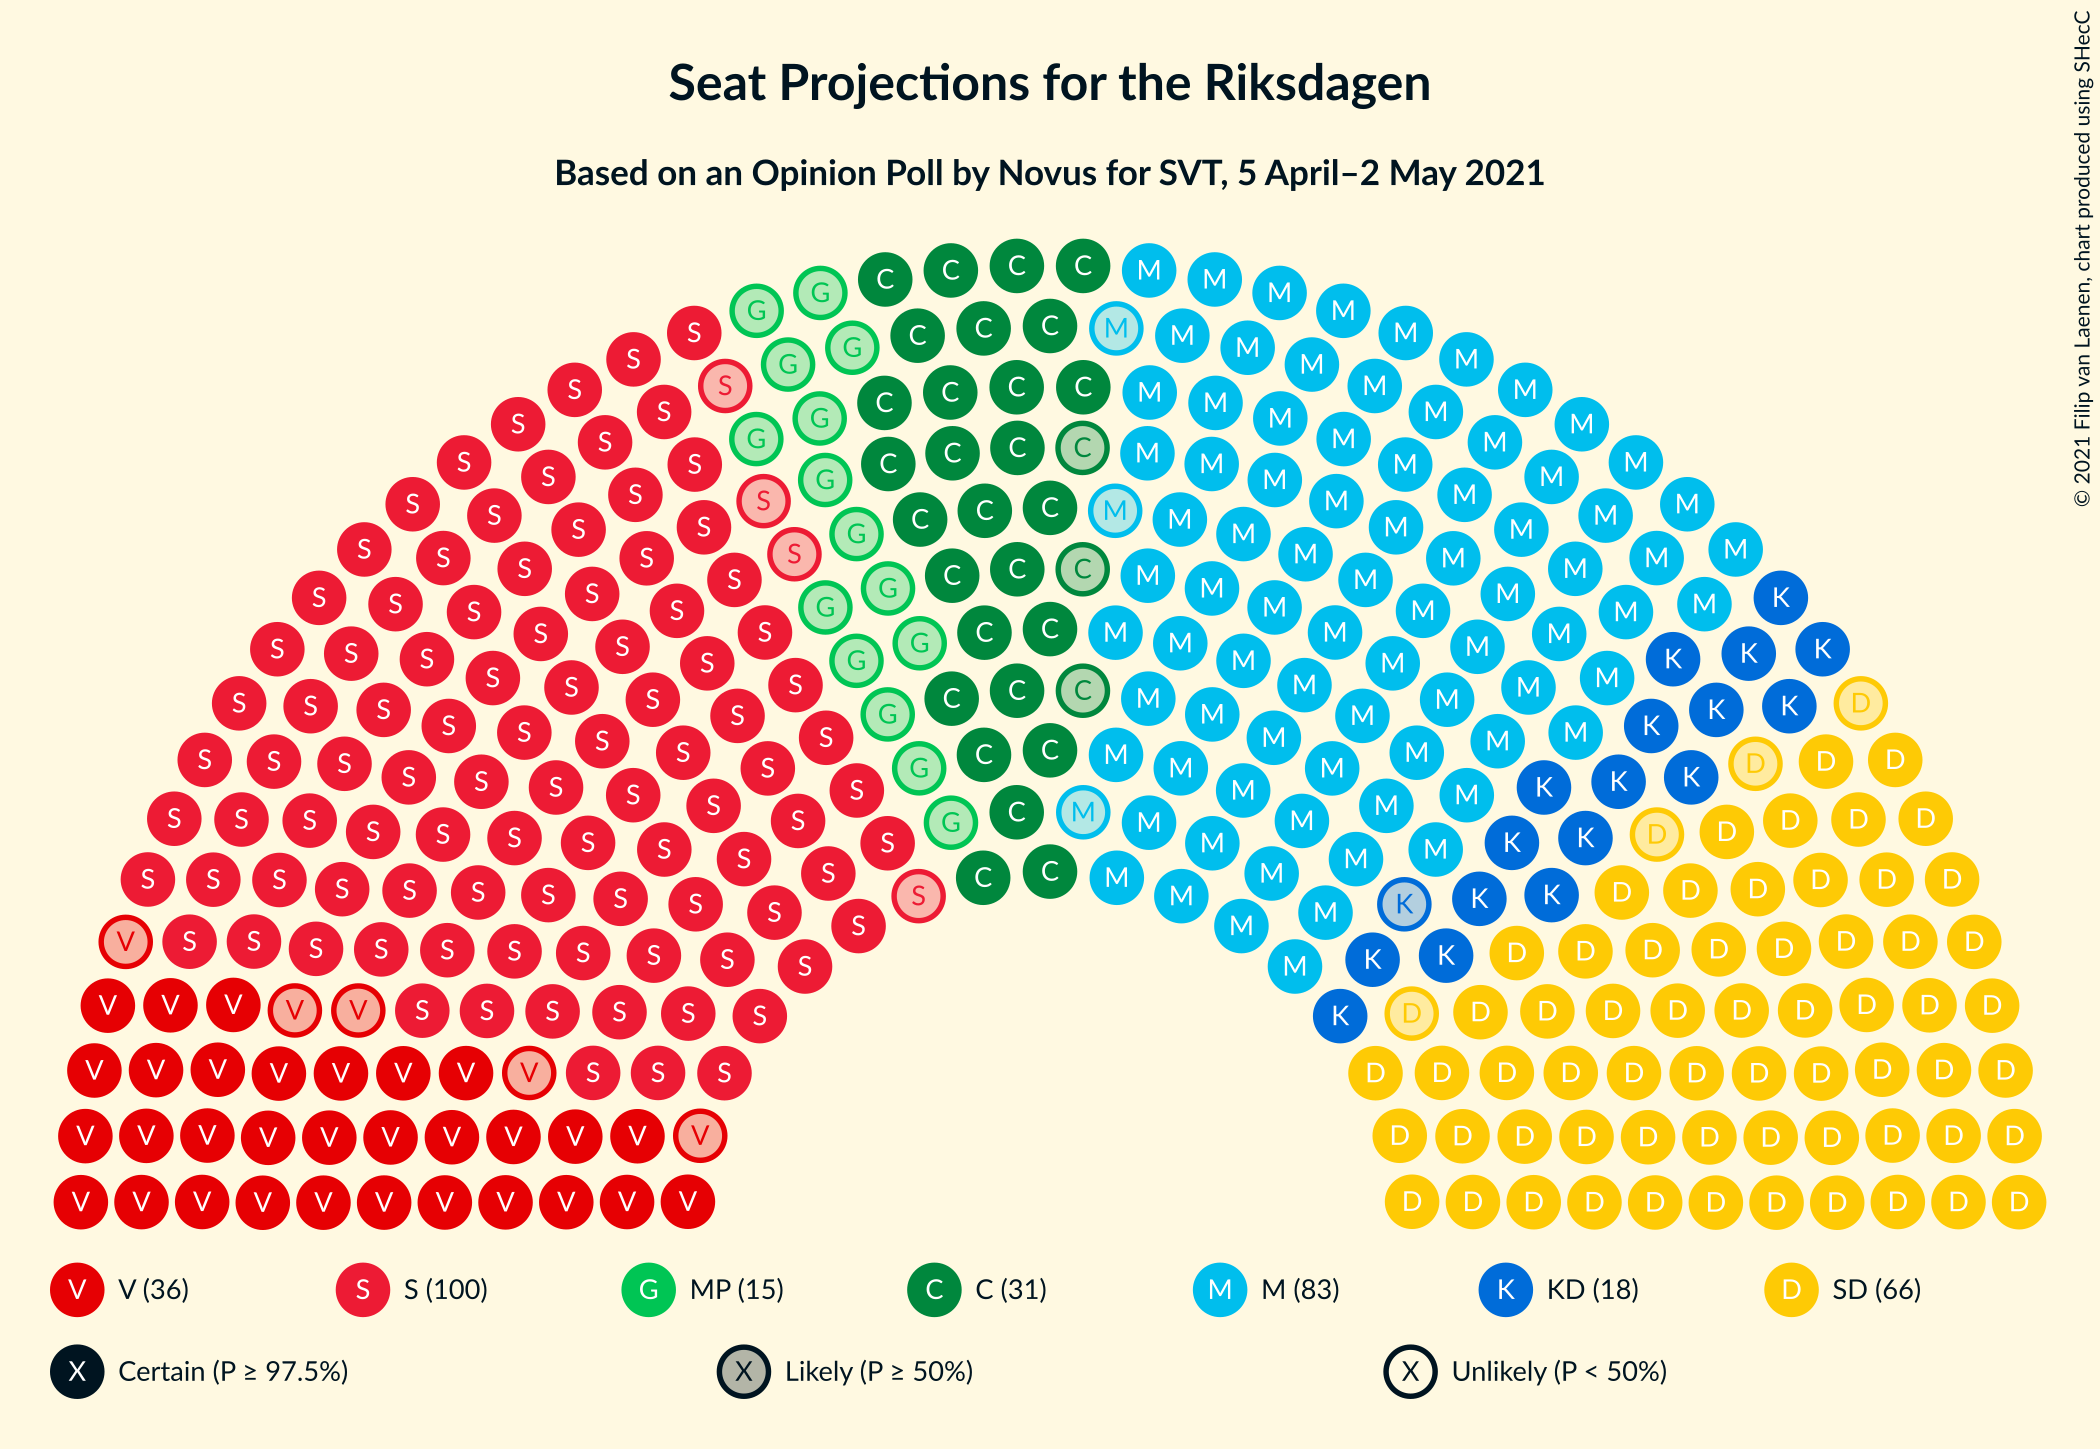 Seat Projections for the Riksdagen
Based on an Opinion Poll by Novus for SVT, 5 April–2 May 2021
© 2021 Filip van Laenen, chart produced using SHecC
V V (36) S S (100) G MP (15) C C (31) M M (83) K KD (18) D SD (66)
X Certain (P ≥ 97.5%) X Likely (P ≥ 50%) X Unlikely (P < 50%)